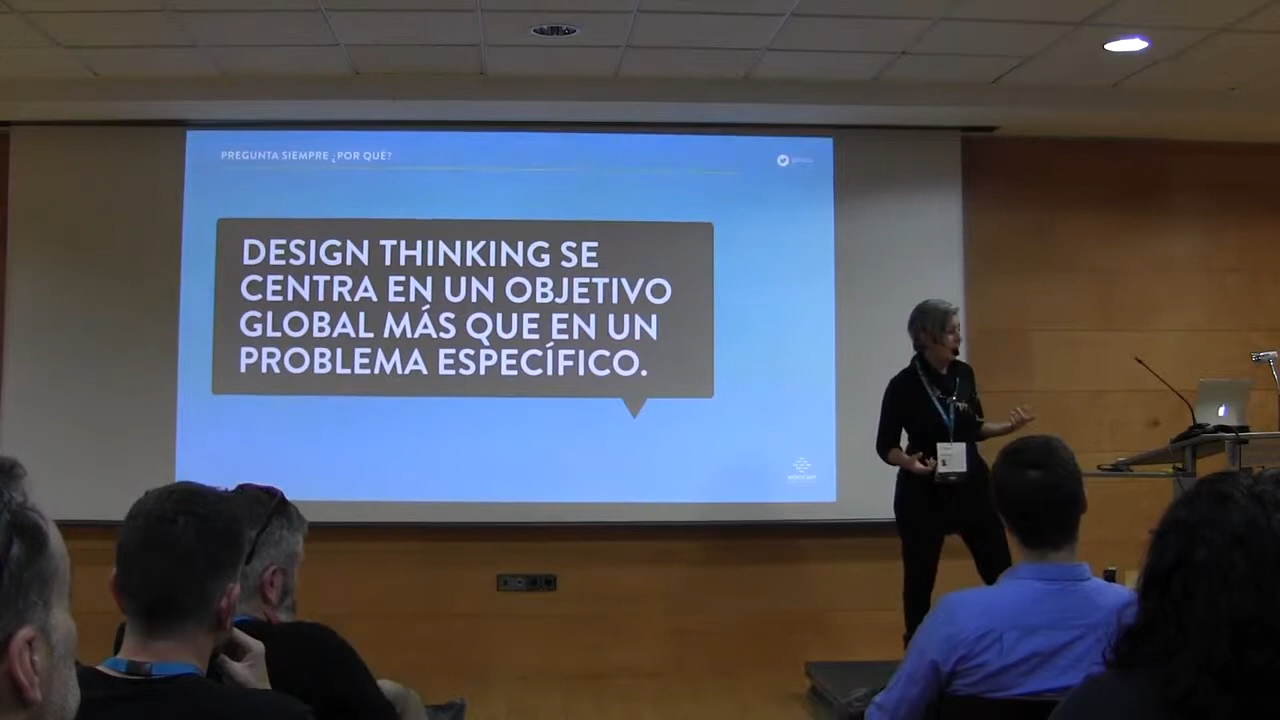 PREGUNTA SIEMPRE ¿POR QUÉ?
DESIGN THINKING SE
CENTRA EN UN OBJETIVO
GLOBAL MÁS QUE EN UN
PROBLEMA ESPECÍFICO.